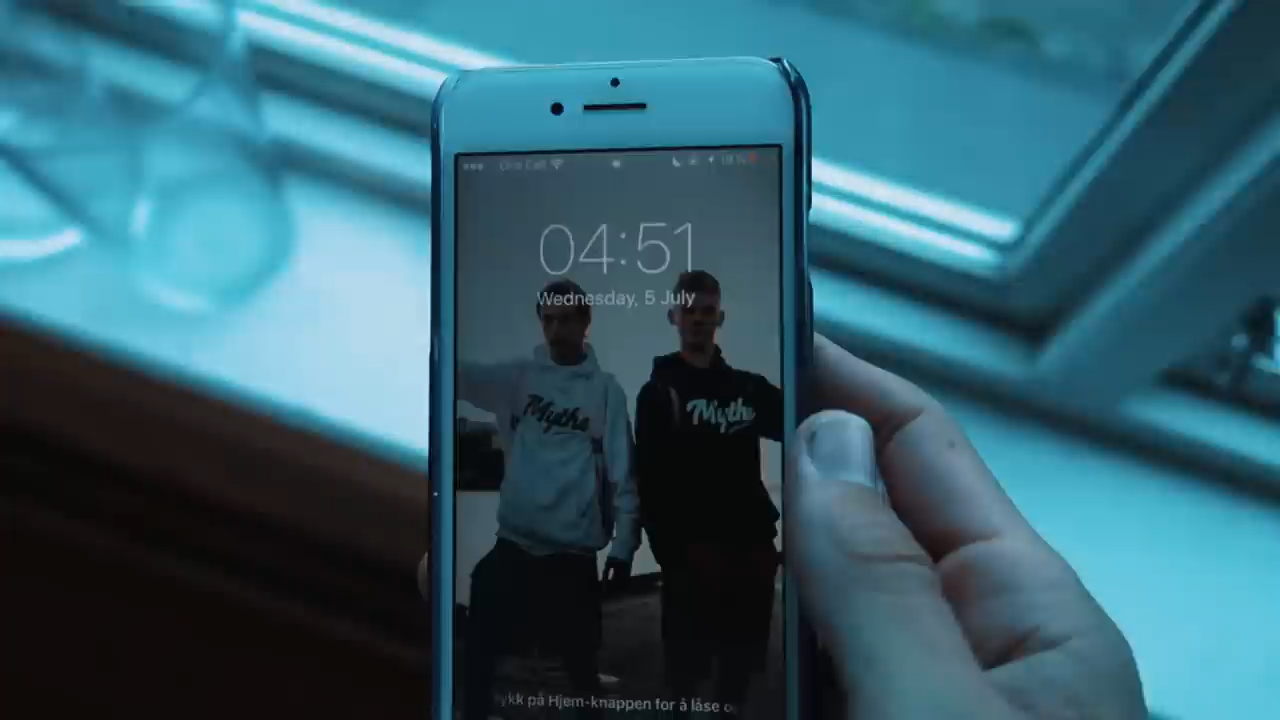 04:51
Wednesday, 5 July
Mythe Mythe
ykk på Hjem-knappen for å låse o